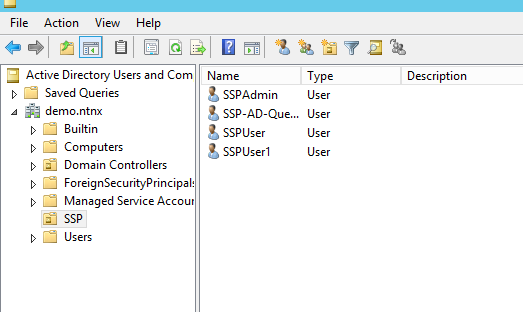 File Action View Help
Active Directory Users and Com
Saved Queries
demo.ntnx
Builtin
Computers
Domain Controllers
ForeignSecurityPrincipals
Managed Service Accour
SSP
Users
Name Type Description
SSPAdmin User
SSP-AD-Que... User
SSPUser User
SSPUser1 User